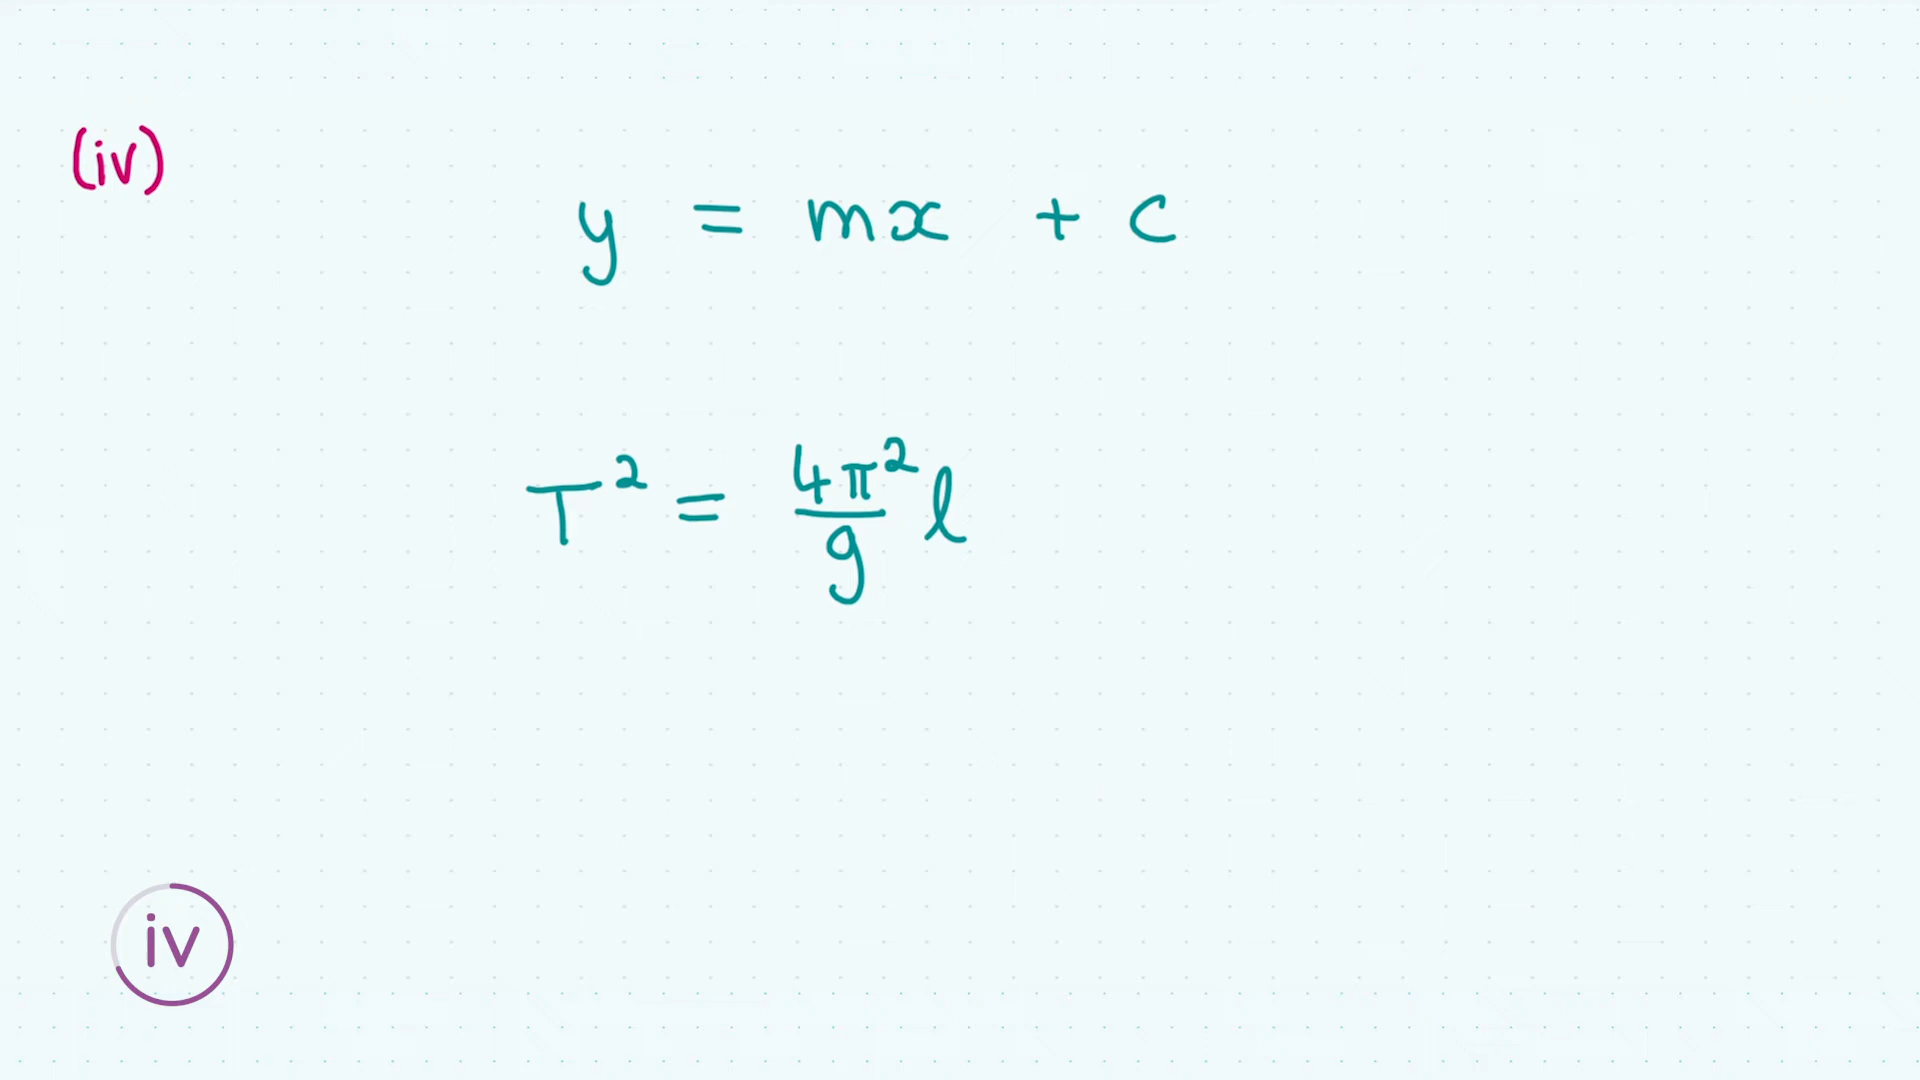 (iv)
y = mx + c
T² = 4π²/g l
iv